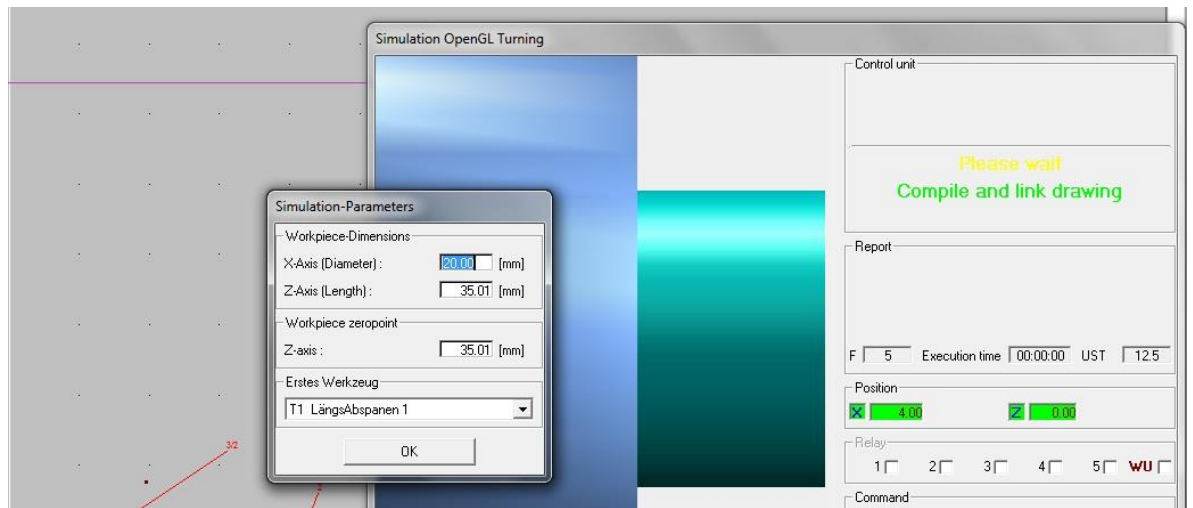 Simulation OpenGL Turning
Control unit
Please wait
Compile and link drawing
Simulation-Parameters
Workpiece-Dimensions
X-Axis (Diameter) : 20.00 [mm]
Z-Axis (Length) : 35.01 [mm]
Workpiece zeropoint
Z-axis : 35.01 [mm]
Erstes Werkzeug
T1 LängsAbspanen 1
OK
Report
F 5 Execution time 00:00:00 UST 12.5
Position
X 4.00 Z 0.00
Relay
1 2 3 4 5 WU
Command
3/2